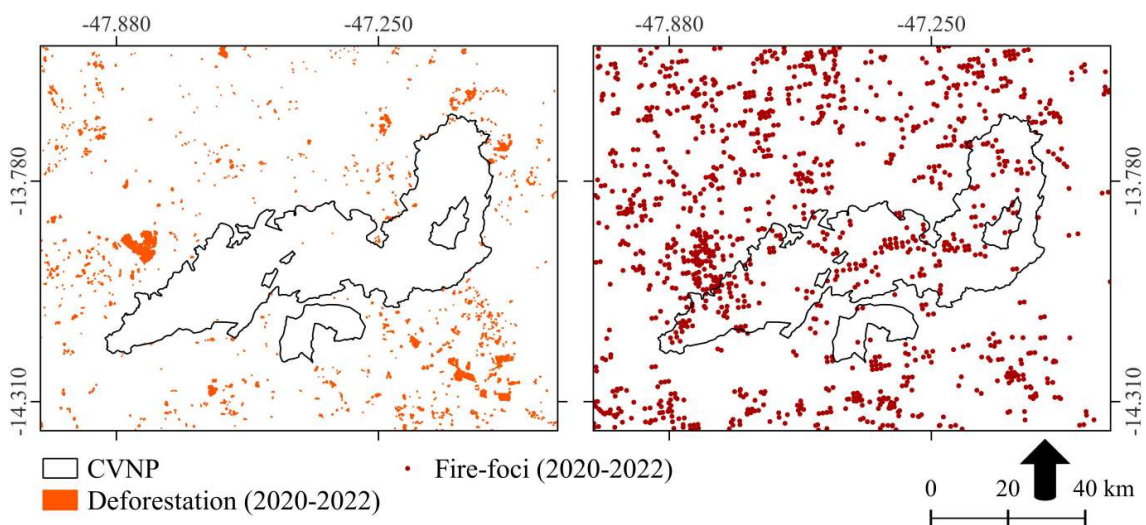 -47.880 -47.250 -47.880 -47.250
-13.780 -13.780
-14.310 -14.310
CVNP
Deforestation (2020-2022)
Fire-foci (2020-2022)
0 20 40 km